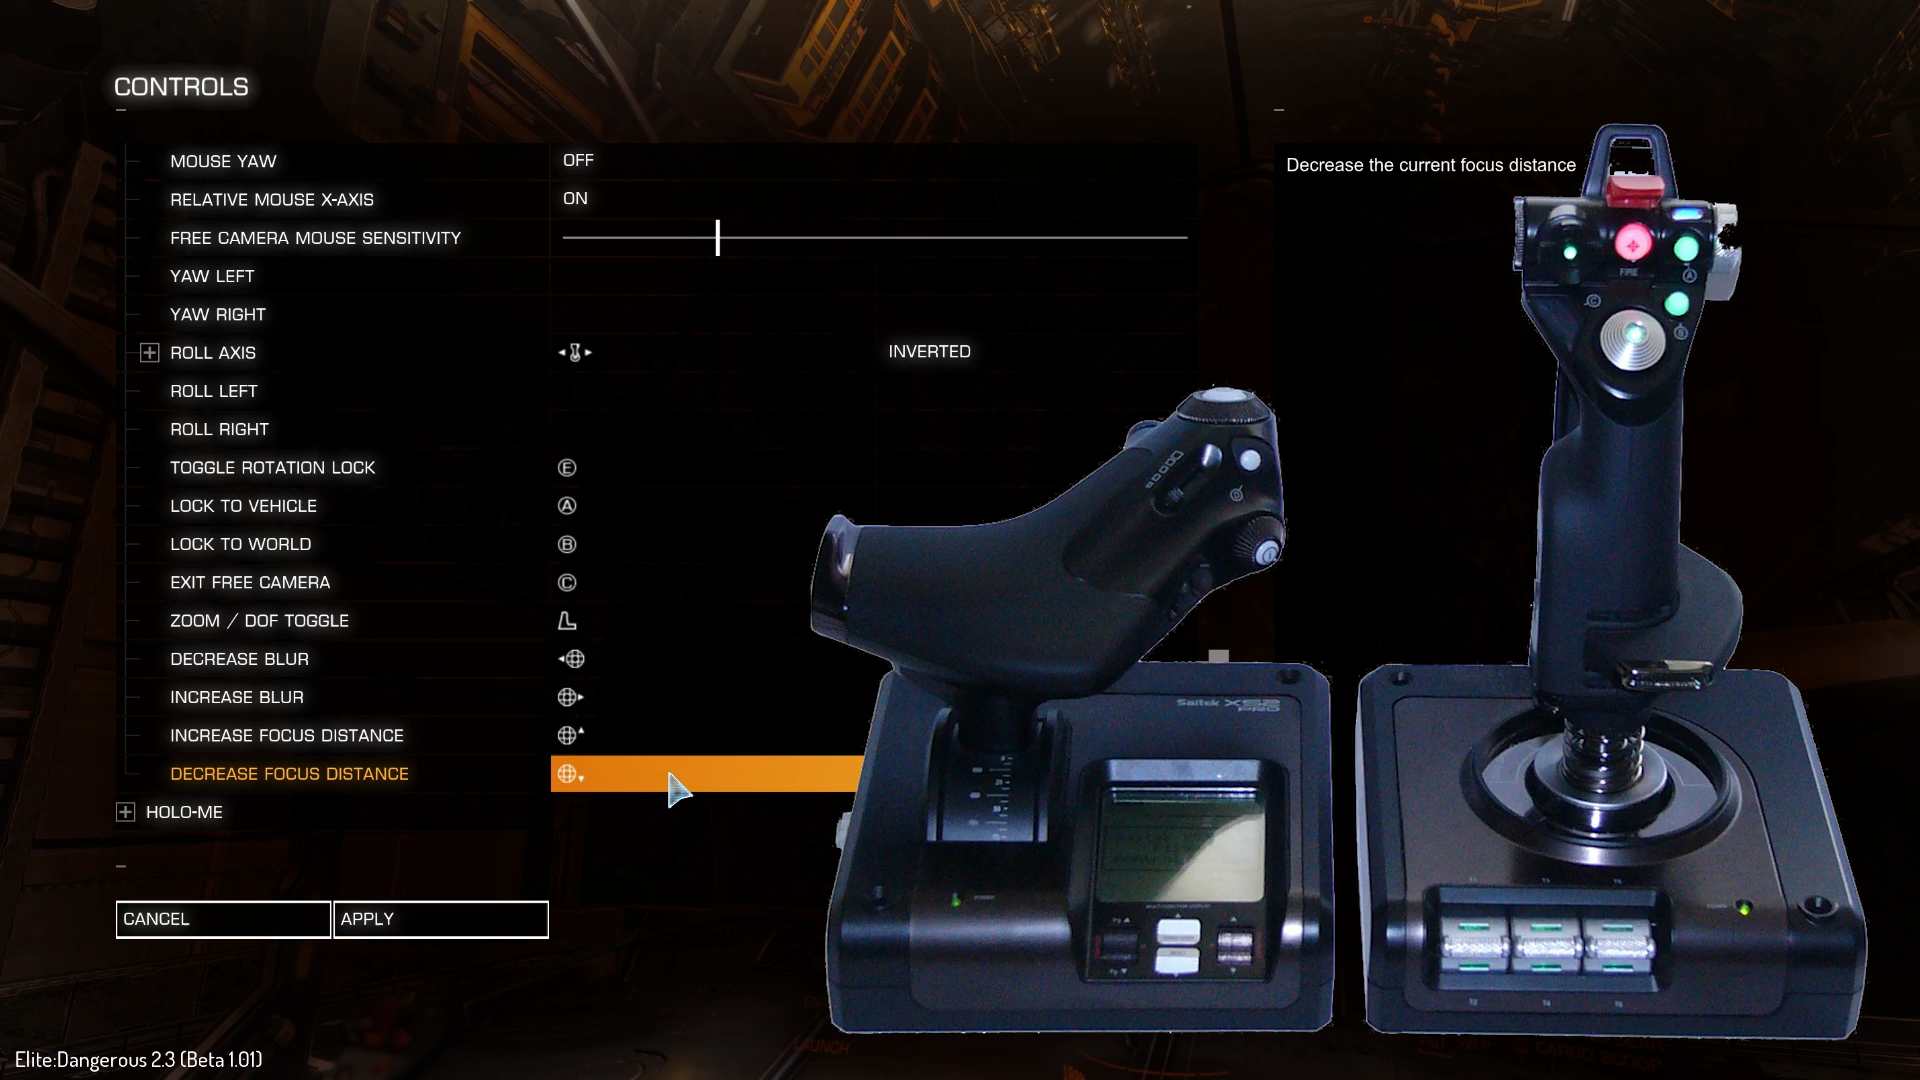 CONTROLS
MOUSE YAW OFF
RELATIVE MOUSE X-AXIS ON
FREE CAMERA MOUSE SENSITIVITY
YAW LEFT
YAW RIGHT
ROLL AXIS INVERTED
ROLL LEFT
ROLL RIGHT
TOGGLE ROTATION LOCK E
LOCK TO VEHICLE A
LOCK TO WORLD B
EXIT FREE CAMERA C
ZOOM / DOF TOGGLE
DECREASE BLUR
INCREASE BLUR
INCREASE FOCUS DISTANCE
DECREASE FOCUS DISTANCE
HOLO-ME
CANCEL
APPLY
Elite:Dangerous 2.3 (Beta 1.01)
Decrease the current focus distance
FIRE
A
C
B
D
Saitek X52
PRO
LAUNCH
CARGO SCOOP